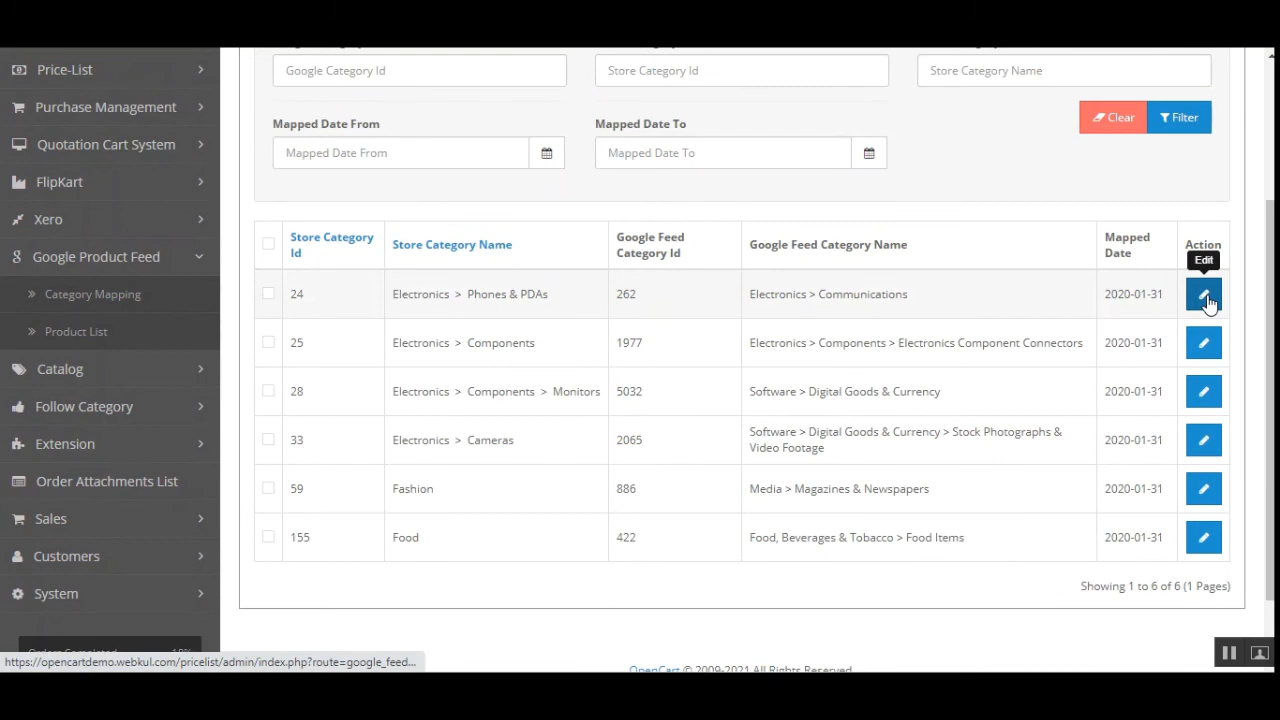 Price-List
Purchase Management
Quotation Cart System
FlipKart
Xero
Google Product Feed
Category Mapping
Product List
Catalog
Follow Category
Extension
Order Attachments List
Sales
Customers
System
Google Category Id
Store Category Id
Store Category Name
Mapped Date From
Mapped Date To
Clear
Filter
Mapped Date From
Mapped Date To
Store Category Id
Store Category Name
Google Feed Category Id
Google Feed Category Name
Mapped Date
Action
Edit
24 Electronics > Phones & PDAs 262 Electronics > Communications 2020-01-31
25 Electronics > Components 1977 Electronics > Components > Electronics Component Connectors 2020-01-31
28 Electronics > Components > Monitors 5032 Software > Digital Goods & Currency 2020-01-31
33 Electronics > Cameras 2065 Software > Digital Goods & Currency > Stock Photographs & Video Footage 2020-01-31
59 Fashion 886 Media > Magazines & Newspapers 2020-01-31
155 Food 422 Food, Beverages & Tobacco > Food Items 2020-01-31
Showing 1 to 6 of 6 (1 Pages)
https://opencartdemo.webkul.com/pricelist/admin/index.php?route=google_feed...
OpenCart © 2009-2021 All Rights Reserved